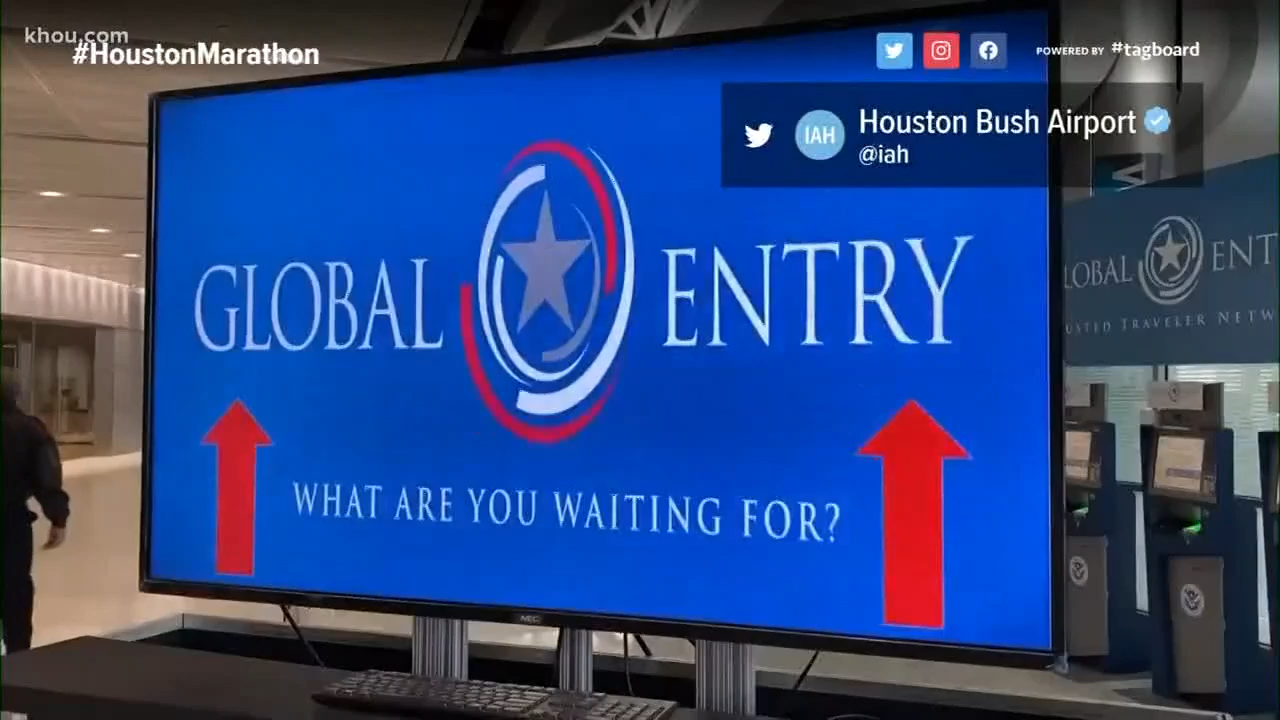 khou.com
#HoustonMarathon
POWERED BY #tagboard
IAH
Houston Bush Airport
@iah
GLOBAL ENTRY
WHAT ARE YOU WAITING FOR?
NEC
LOBAL ENT
USTED TRAVELER NETW